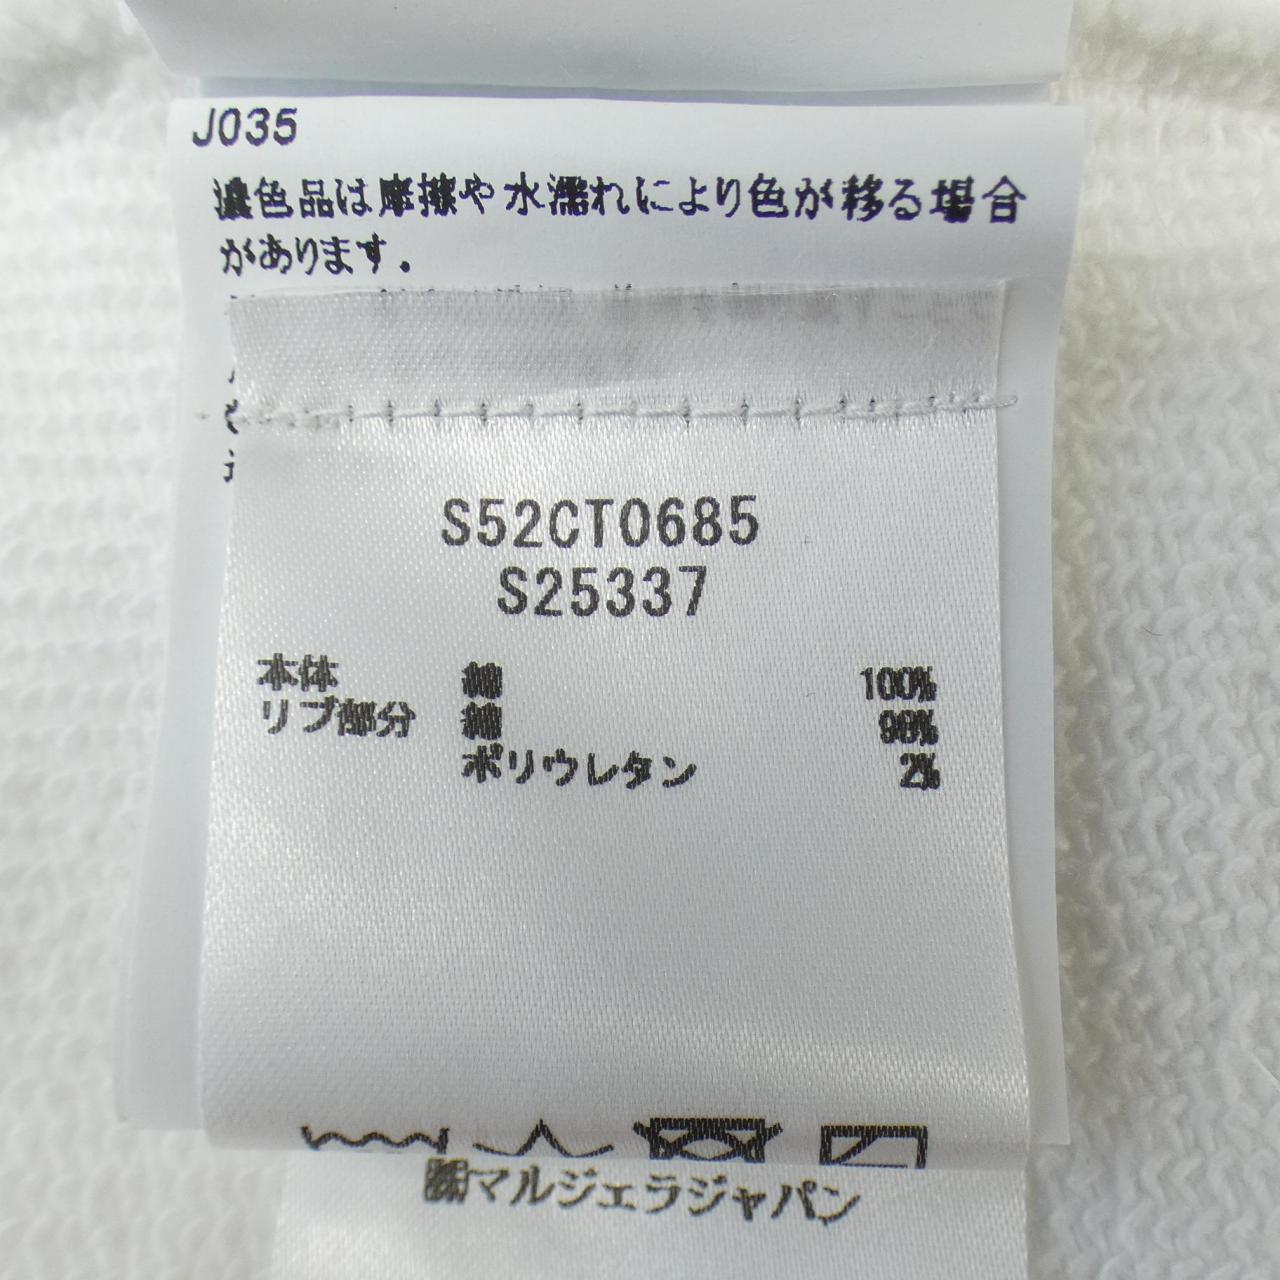 J035
濃色品は摩擦や水濡れにより色が移る場合
があります.
S52CT0685
S25337
本体 綿 100%
リブ部分 綿 98%
ポリウレタン 2%
㈱マルジェラジャパン